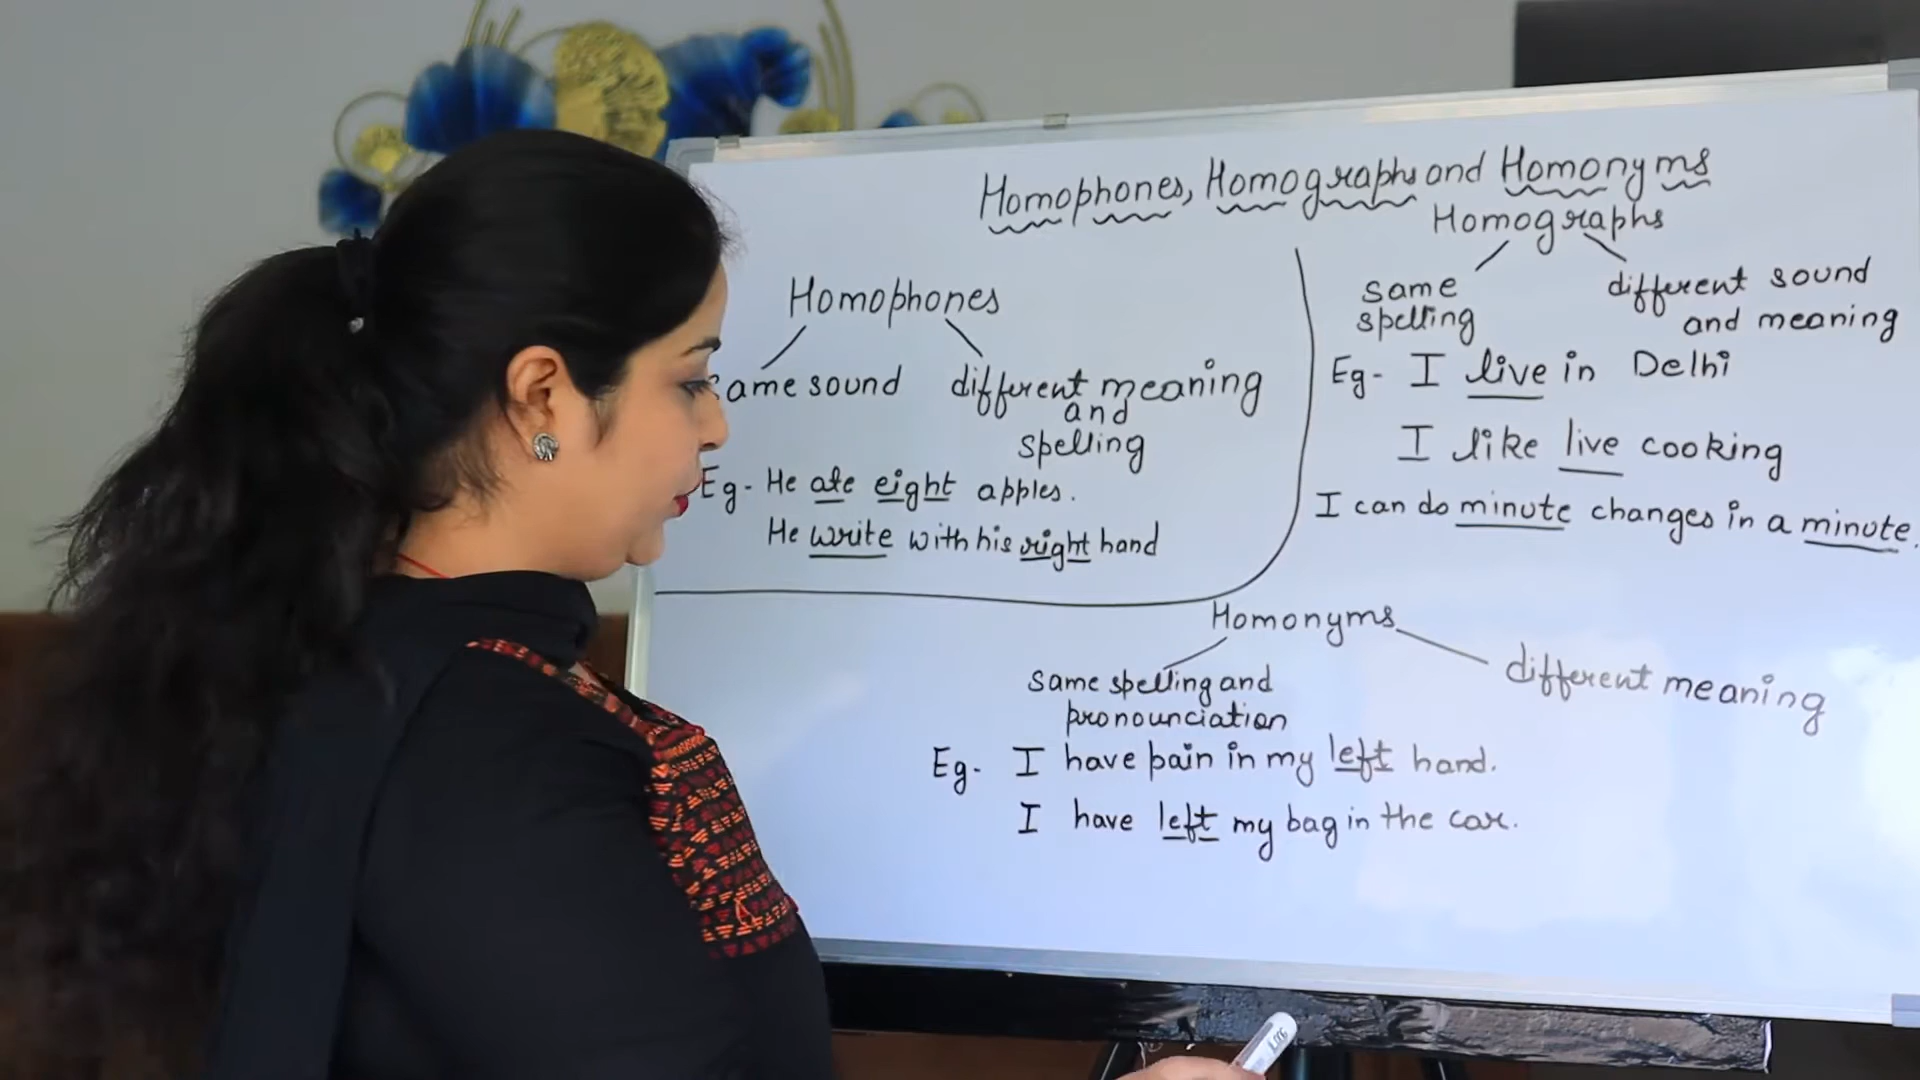 Homophones, Homographs and Homonyms
Homophones
same sound
different meaning
and
spelling
Eg- He ate eight apples.
He write with his right hand
Homographs
same
spelling
different sound
and meaning
Eg- I live in Delhi
I like live cooking
I can do minute changes in a minute.
Homonyms
same spelling and
pronounciation
different meaning
Eg- I have pain in my left hand.
I have left my bag in the car.